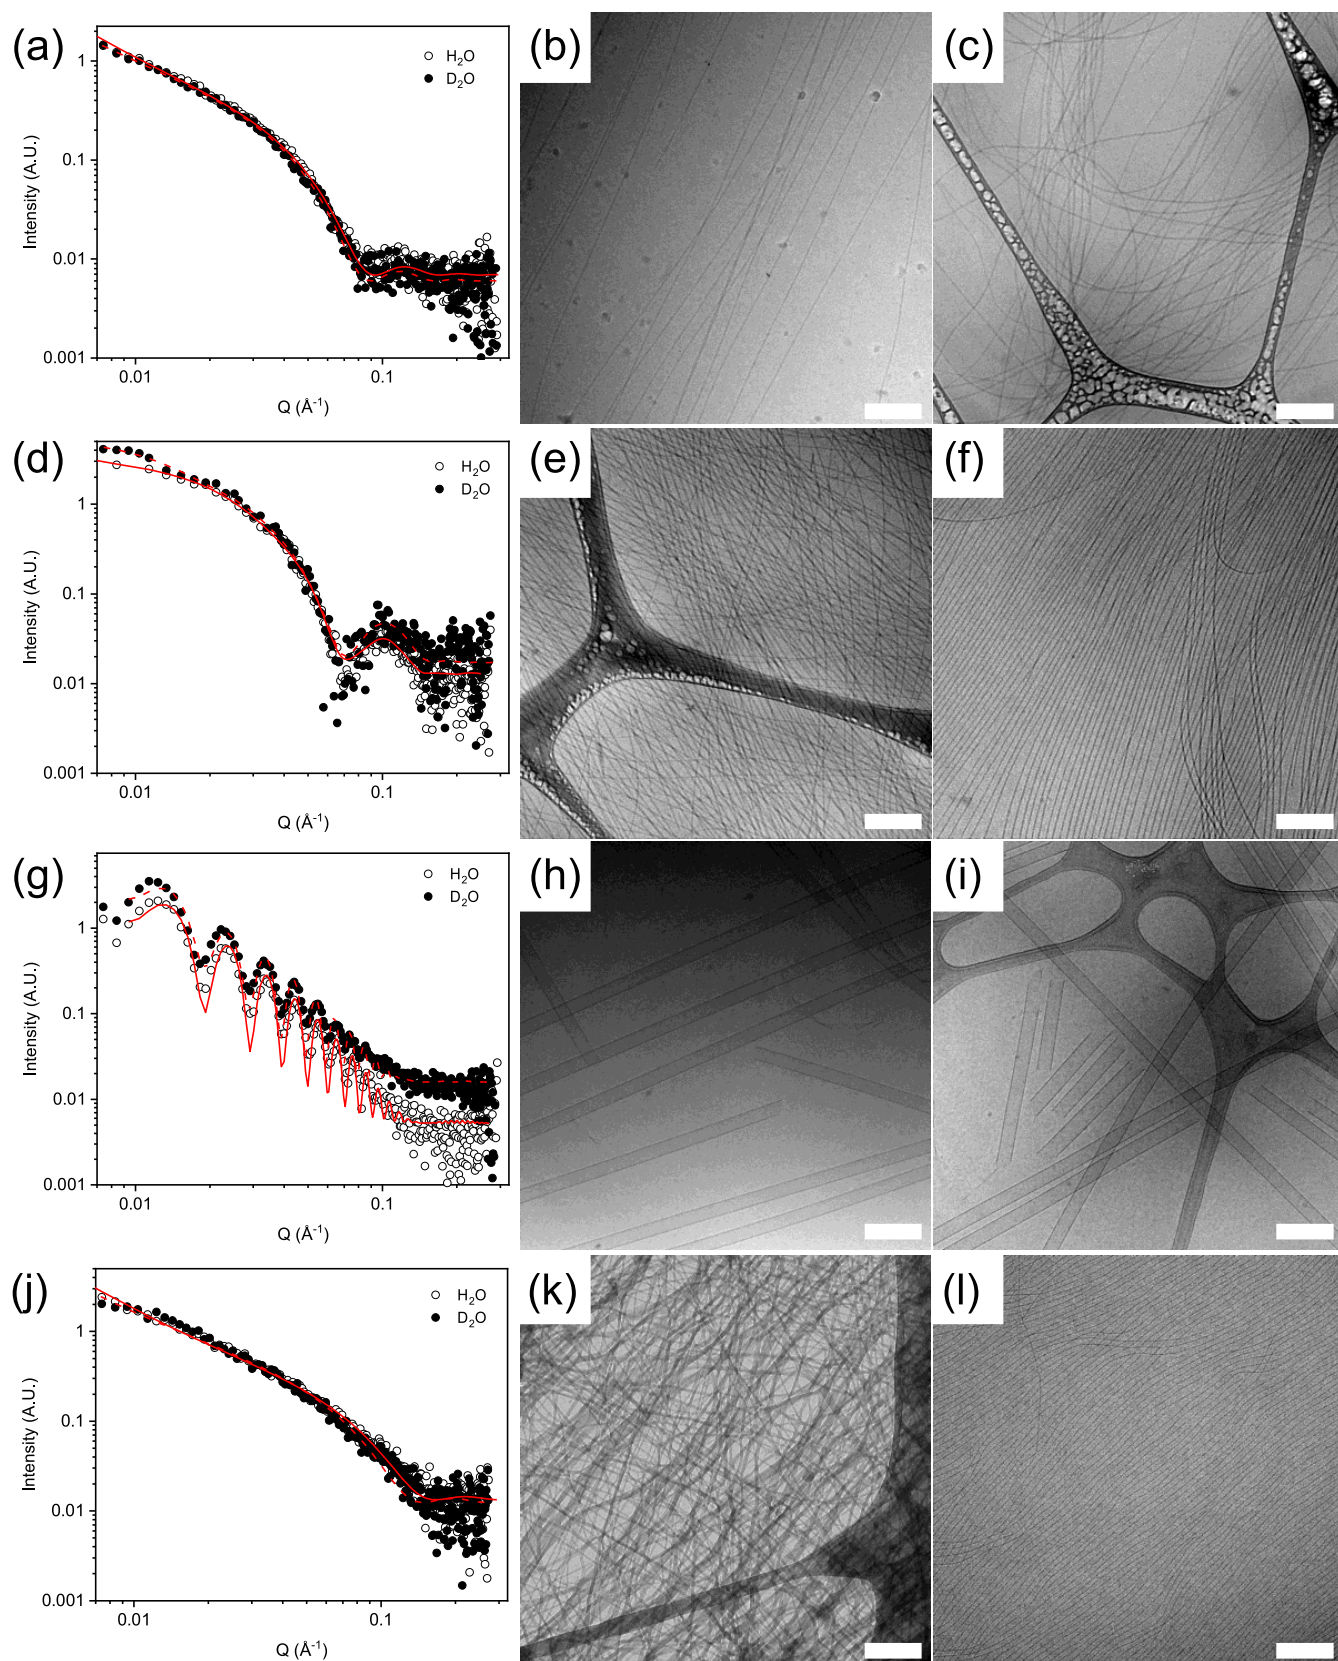 (a)
H₂O
D₂O
1
0.1
0.01
0.001
Intensity (A.U.)
0.01
0.1
Q (Å⁻¹)
(b)
(c)
(d)
H₂O
D₂O
1
0.1
0.01
0.001
Intensity (A.U.)
0.01
0.1
Q (Å⁻¹)
(e)
(f)
(g)
H₂O
D₂O
1
0.1
0.01
0.001
Intensity (A.U.)
0.01
0.1
Q (Å⁻¹)
(h)
(i)
(j)
H₂O
D₂O
1
0.1
0.01
0.001
Intensity (A.U.)
0.01
0.1
Q (Å⁻¹)
(k)
(l)